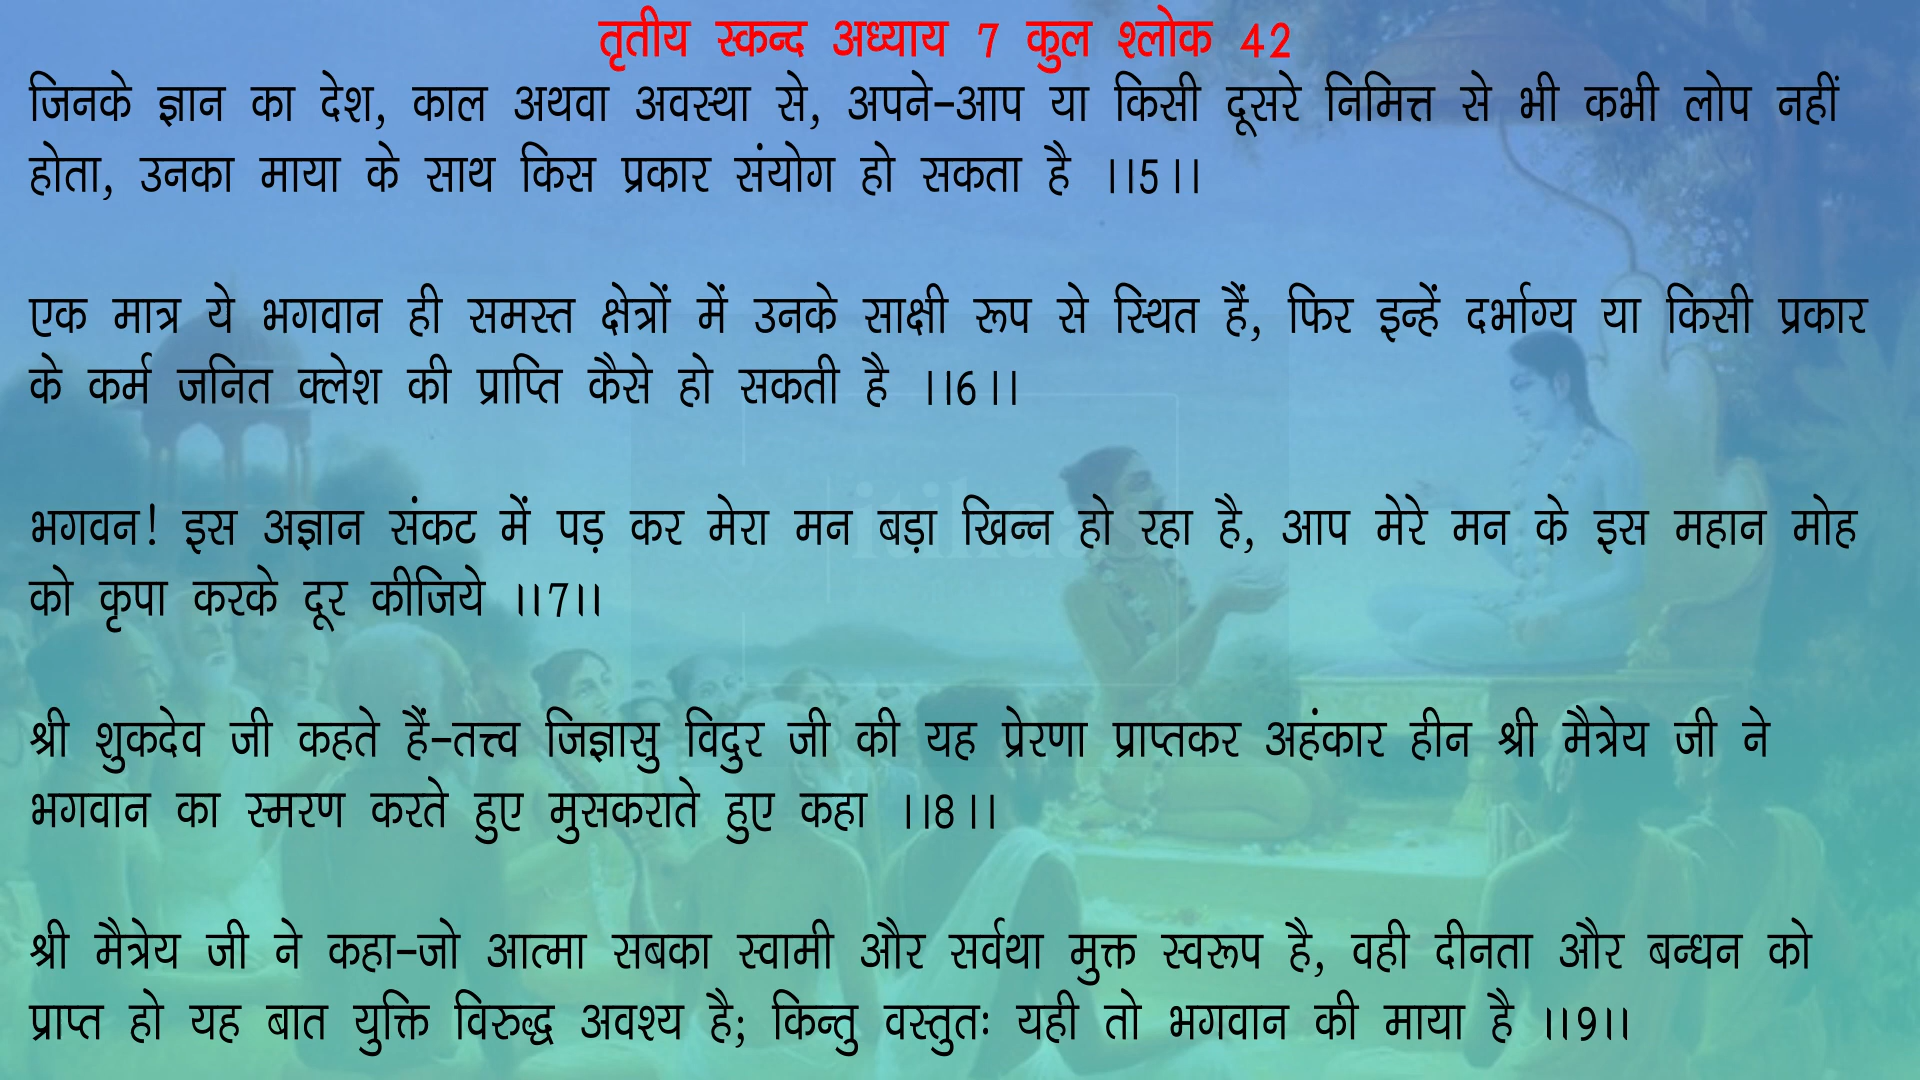 तृतीय स्कन्द अध्याय 7 कुल श्लोक 42
जिनके ज्ञान का देश, काल अथवा अवस्था से, अपने-आप या किसी दूसरे निमित्त से भी कभी लोप नहीं
होता, उनका माया के साथ किस प्रकार संयोग हो सकता है ।।5।।
एक मात्र ये भगवान ही समस्त क्षेत्रों में उनके साक्षी रूप से स्थित हैं, फिर इन्हें दर्भाग्य या किसी प्रकार
के कर्म जनित क्लेश की प्राप्ति कैसे हो सकती है ।।6।।
भगवन! इस अज्ञान संकट में पड़ कर मेरा मन बड़ा खिन्न हो रहा है, आप मेरे मन के इस महान मोह
को कृपा करके दूर कीजिये ।।7।।
श्री शुकदेव जी कहते हैं-तत्त्व जिज्ञासु विदुर जी की यह प्रेरणा प्राप्तकर अहंकार हीन श्री मैत्रेय जी ने
भगवान का स्मरण करते हुए मुसकराते हुए कहा ।।8।।
श्री मैत्रेय जी ने कहा-जो आत्मा सबका स्वामी और सर्वथा मुक्त स्वरूप है, वही दीनता और बन्धन को
प्राप्त हो यह बात युक्ति विरुद्ध अवश्य है; किन्तु वस्तुतः यही तो भगवान की माया है ।।9।।